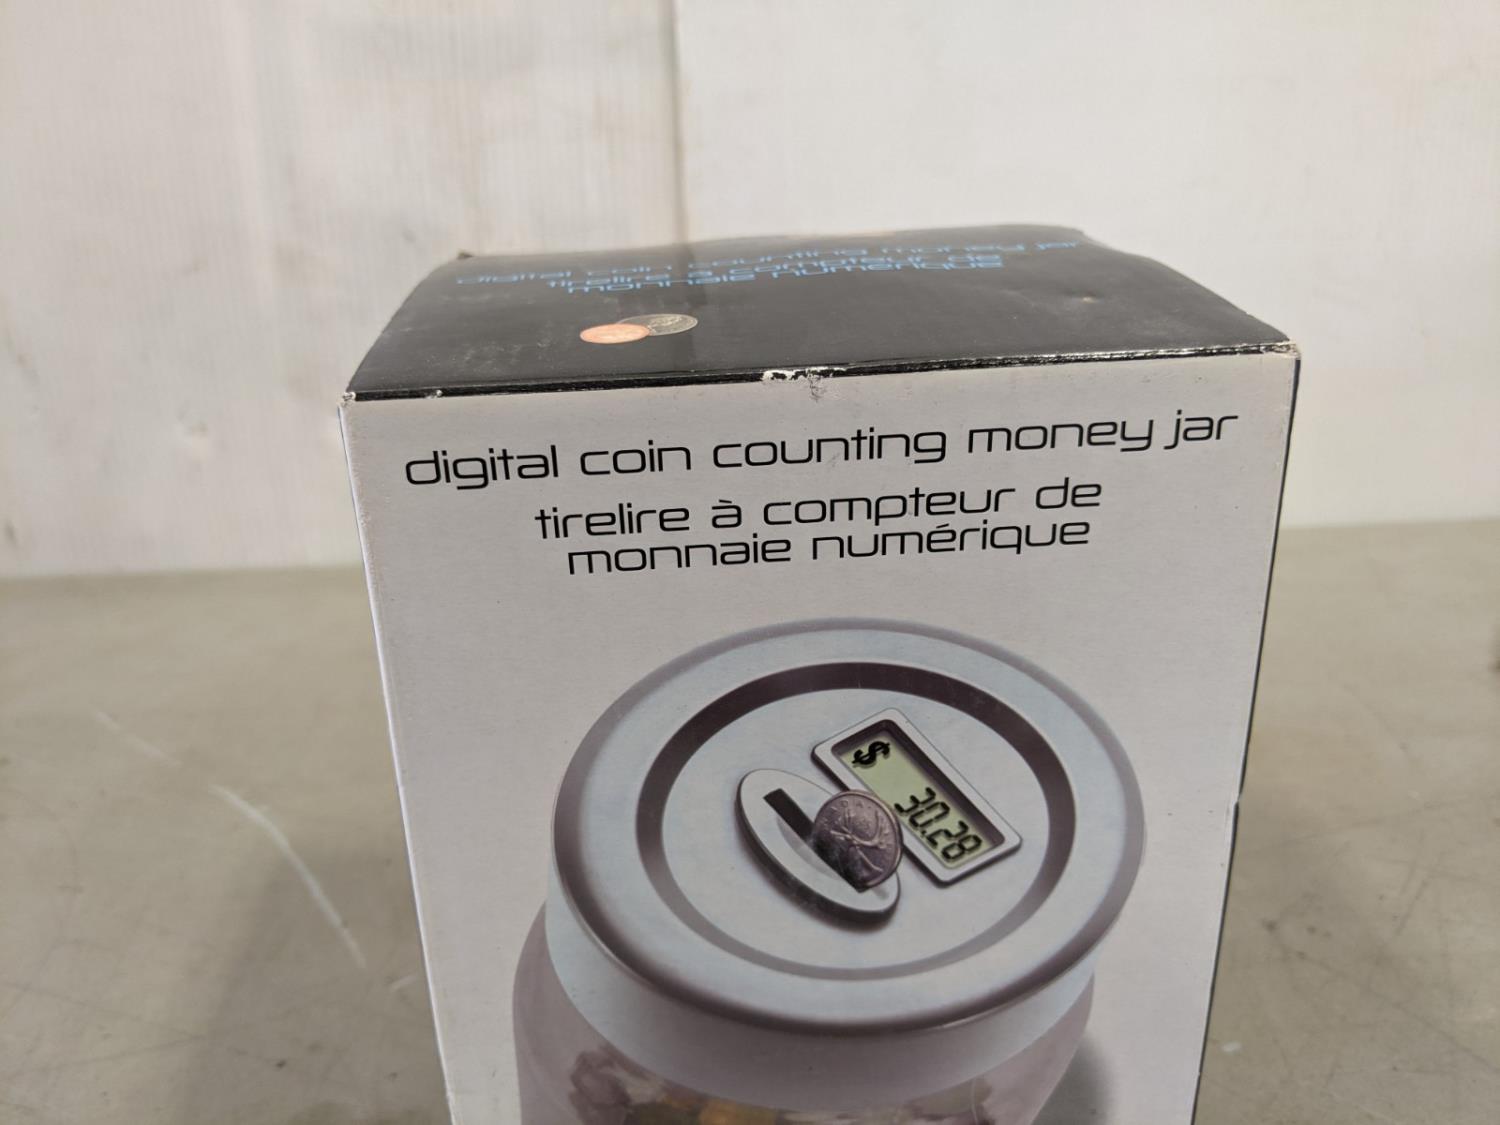 digital coin counting money jar
tirelire à compteur de
monnaie numérique
digital coin counting money jar
tirelire à compteur de
monnaie numérique
$ 30.28